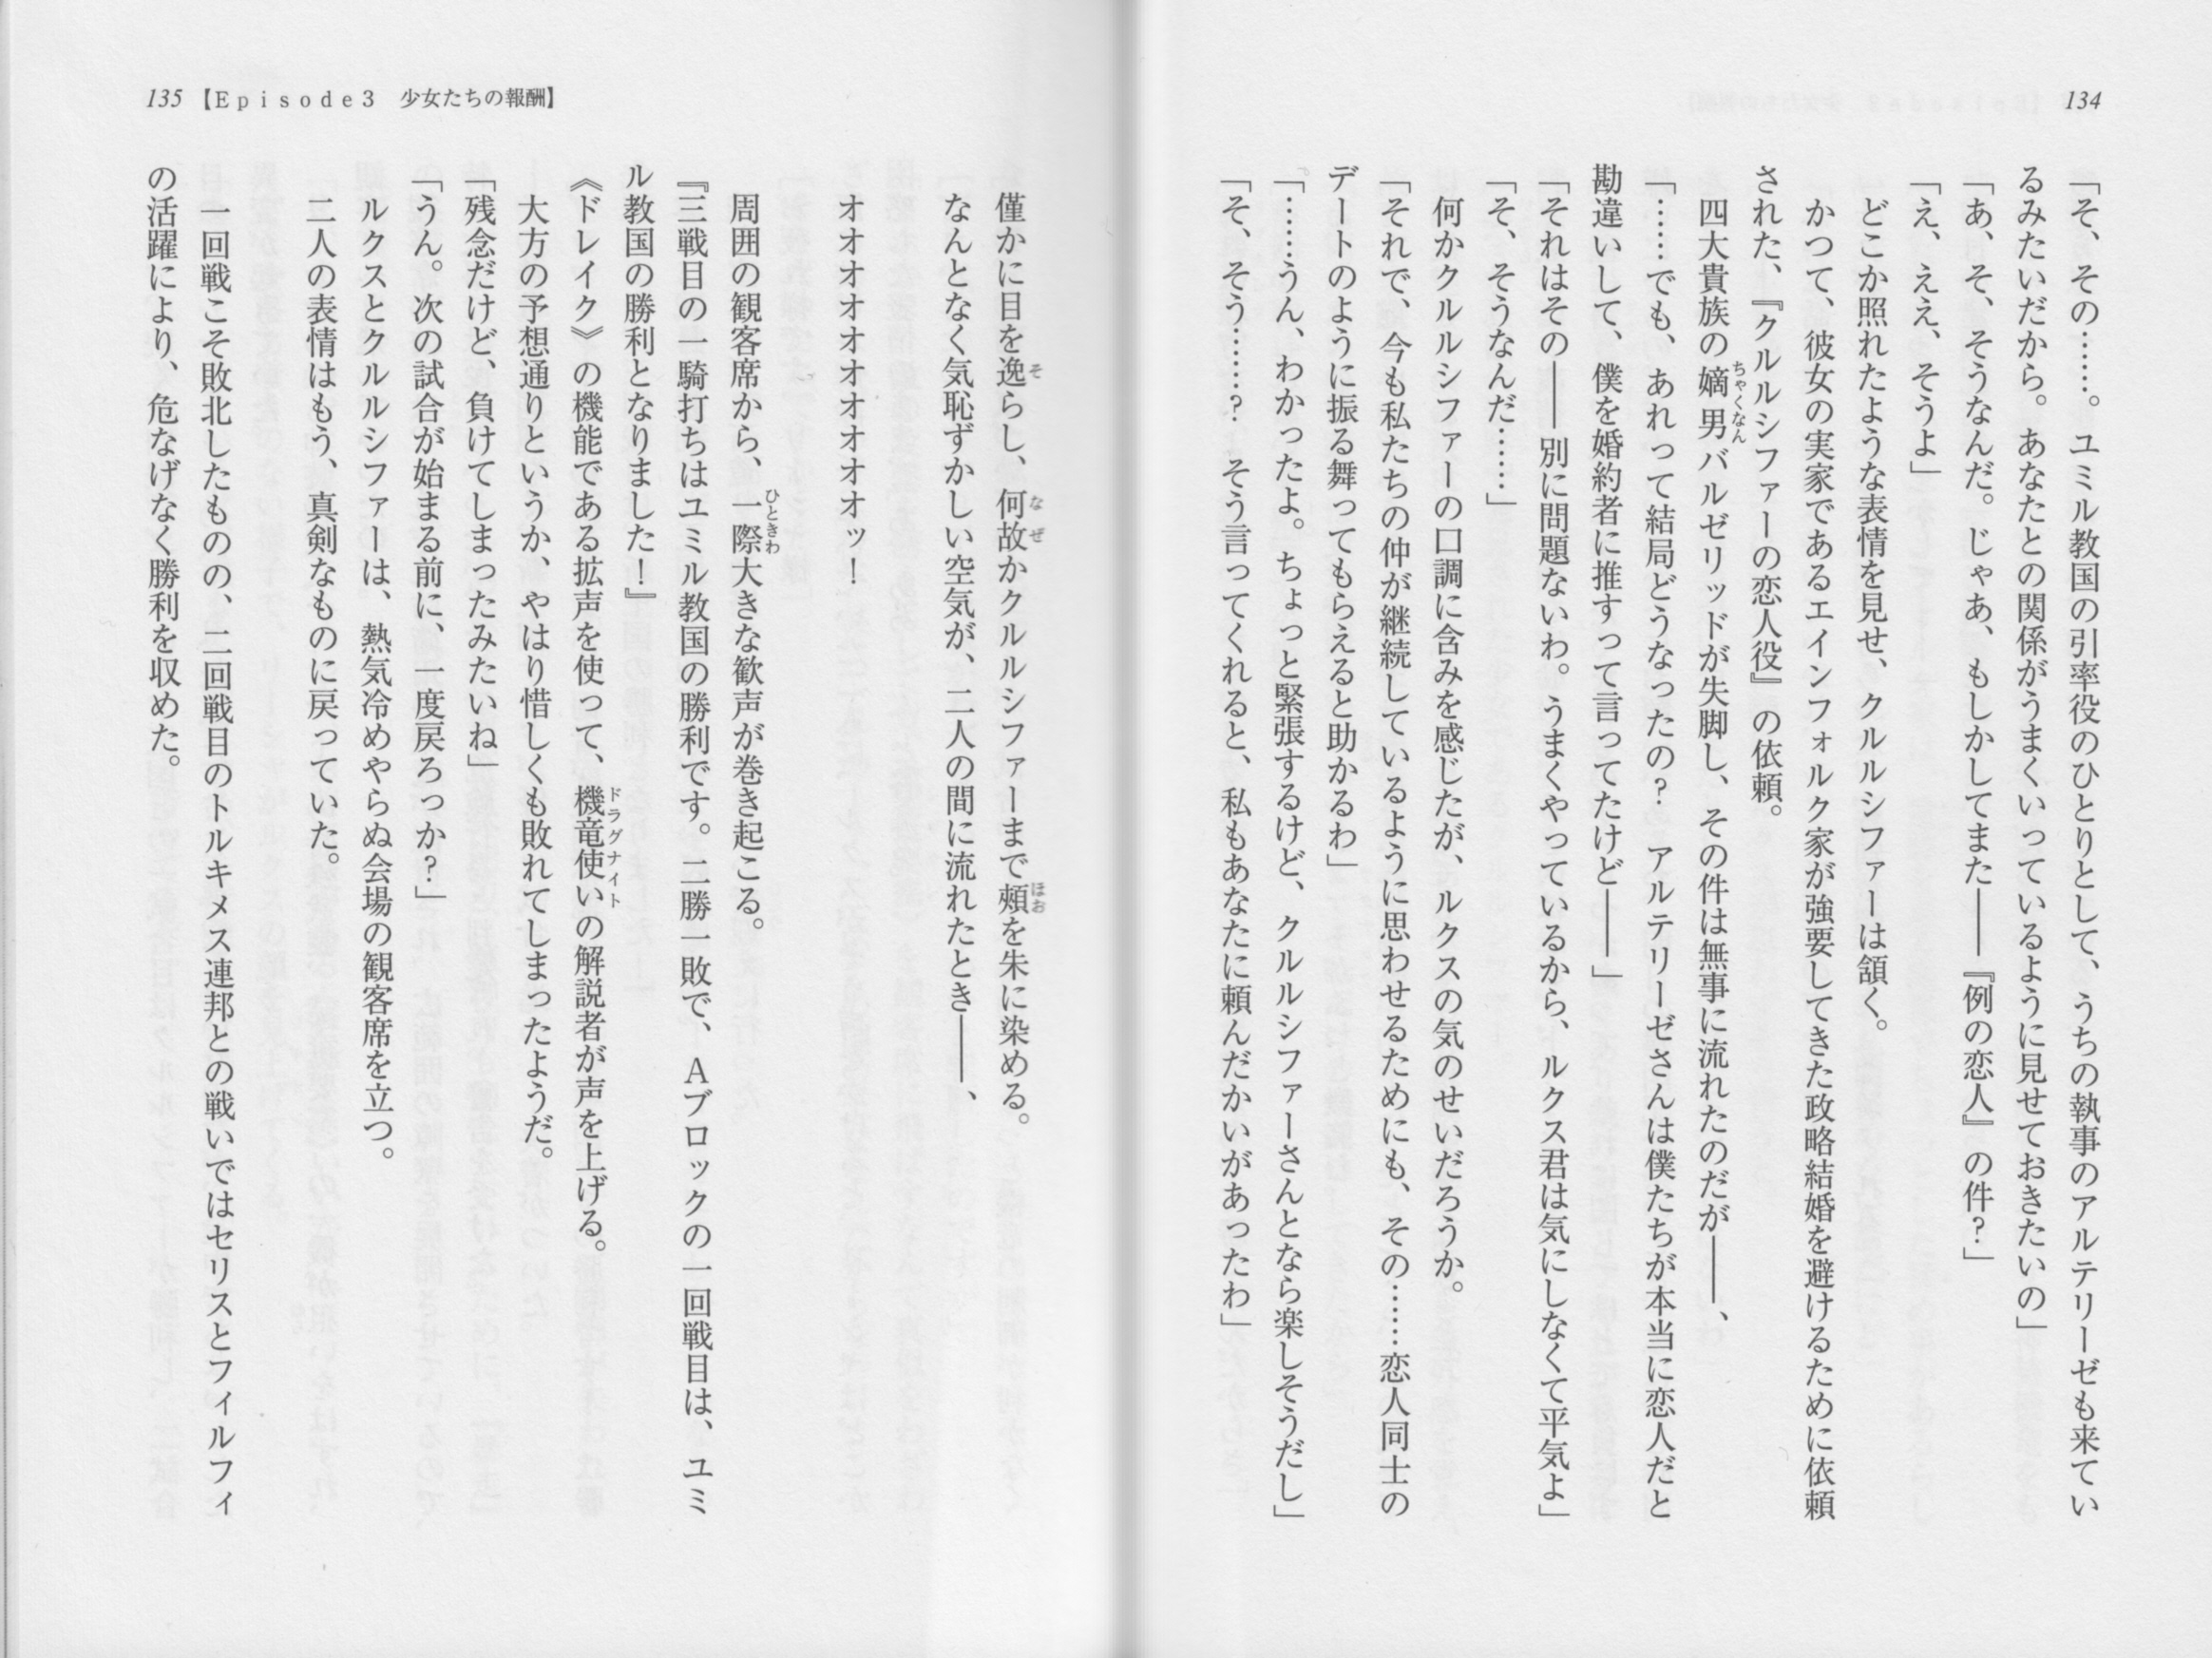 134
「そ、その……。ユミル教国の引率役のひとりとして、うちの執事のアルテリーゼも来てい
るみたいだから。あなたとの関係がうまくいっているように見せておきたいの」
「あ、そ、そうなんだ。じゃあ、もしかしてまた――『例の恋人』の件？」
「え、ええ、そうよ」
どこか照れたような表情を見せ、クルルシファーは頷く。
かつて、彼女の実家であるエインフォルク家が強要してきた政略結婚を避けるために依頼
された、『クルルシファーの恋人役』の依頼。
四大貴族の嫡男バルゼリッドが失脚し、その件は無事に流れたのだが――、
ちゃくなん
「……でも、あれって結局どうなったの？　アルテリーゼさんは僕たちが本当に恋人だと
勘違いして、僕を婚約者に推すって言ってたけど――」
「それはその――別に問題ないわ。うまくやっているから、ルクス君は気にしなくて平気よ」
「そ、そうなんだ……」
何かクルルシファーの口調に含みを感じたが、ルクスの気のせいだろうか。
「それで、今も私たちの仲が継続しているように思わせるためにも、その……恋人同士の
デートのように振る舞ってもらえると助かるわ」
「……うん、わかったよ。ちょっと緊張するけど、クルルシファーさんとなら楽しそうだし」
「そ、そう……？　そう言ってくれると、私もあなたに頼んだかいがあったわ」
135【Episode3　少女たちの報酬】
僅かに目を逸らし、何故かクルルシファーまで頬を朱に染める。
そ
なぜ
ほお
なんとなく気恥ずかしい空気が、二人の間に流れたとき――、
オオオオオオオオオオッ！
周囲の観客席から、一際大きな歓声が巻き起こる。
ひときわ
『三戦目の一騎打ちはユミル教国の勝利です。二勝一敗で、Aブロックの一回戦目は、ユミ
ル教国の勝利となりました！』
《ドレイク》の機能である拡声を使って、機竜使いの解説者が声を上げる。
ドラグナイト
大方の予想通りというか、やはり惜しくも敗れてしまったようだ。
「残念だけど、負けてしまったみたいね」
「うん。次の試合が始まる前に、一度戻ろっか？」
ルクスとクルルシファーは、熱気冷めやらぬ会場の観客席を立つ。
二人の表情はもう、真剣なものに戻っていた。
一回戦こそ敗北したものの、二回戦目のトルキメス連邦との戦いではセリスとフィルフィ
の活躍により、危なげなく勝利を収めた。